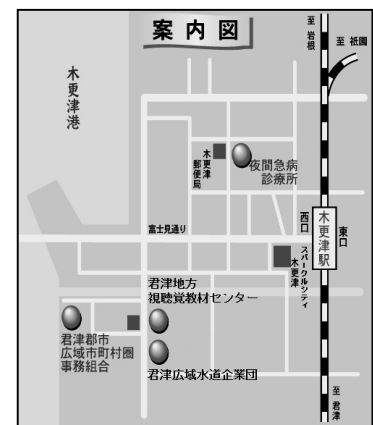 案内図
至岩根
至祇園
木更津港
木更津郵便局
夜間急病
診療所
西口
木更津駅
東口
富士見通り
スパークルシティ
木更津
君津地方
視聴覚教材センター
君津郡市
広域市町村圏
事務組合
君津広域水道企業団
至君津